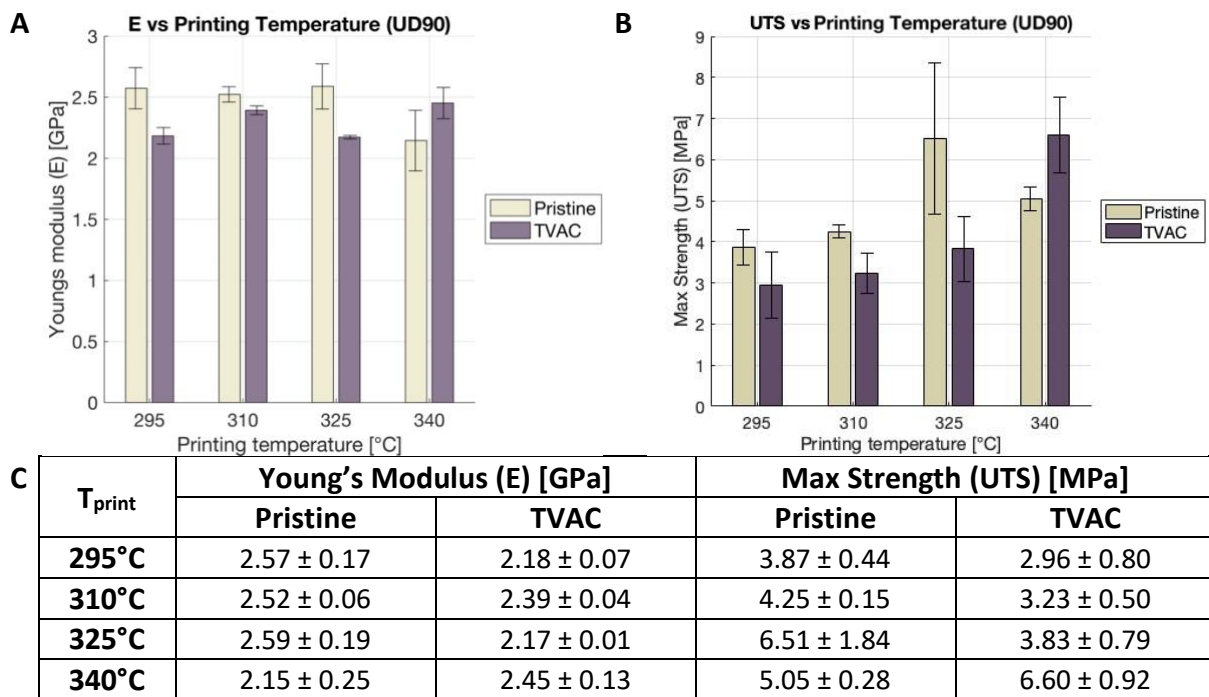 A
E vs Printing Temperature (UD90)
3
2.5
2
1.5
1
0.5
0
Youngs modulus (E) [GPa]
295 310 325 340
Printing temperature [°C]
Pristine
TVAC
B
UTS vs Printing Temperature (UD90)
9
8
7
6
5
4
3
2
1
0
Max Strength (UTS) [MPa]
295 310 325 340
Printing temperature [°C]
Pristine
TVAC
C
Tprint Young’s Modulus (E) [GPa] Max Strength (UTS) [MPa]
Pristine TVAC Pristine TVAC
295°C 2.57 ± 0.17 2.18 ± 0.07 3.87 ± 0.44 2.96 ± 0.80
310°C 2.52 ± 0.06 2.39 ± 0.04 4.25 ± 0.15 3.23 ± 0.50
325°C 2.59 ± 0.19 2.17 ± 0.01 6.51 ± 1.84 3.83 ± 0.79
340°C 2.15 ± 0.25 2.45 ± 0.13 5.05 ± 0.28 6.60 ± 0.92